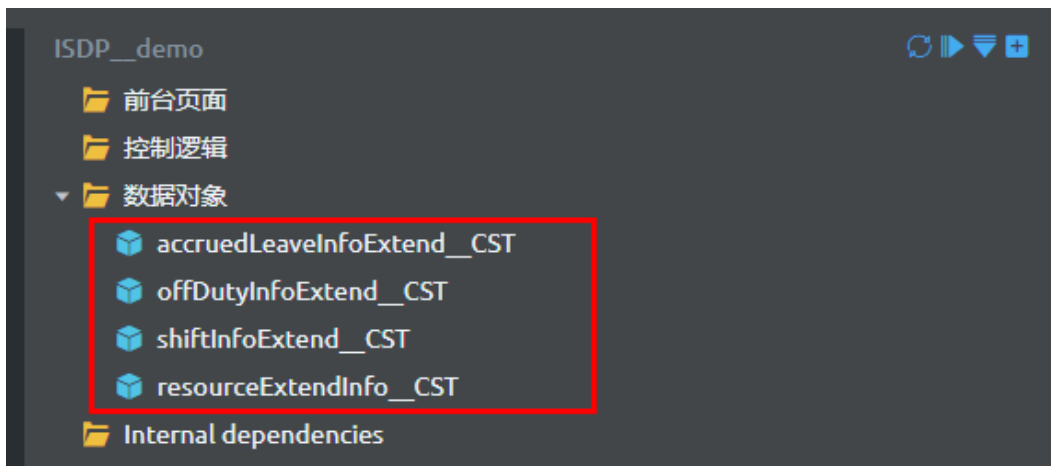 ISDP__demo
前台页面
控制逻辑
数据对象
accruedLeaveInfoExtend__CST
offDutyInfoExtend__CST
shiftInfoExtend__CST
resourceExtendInfo__CST
Internal dependencies